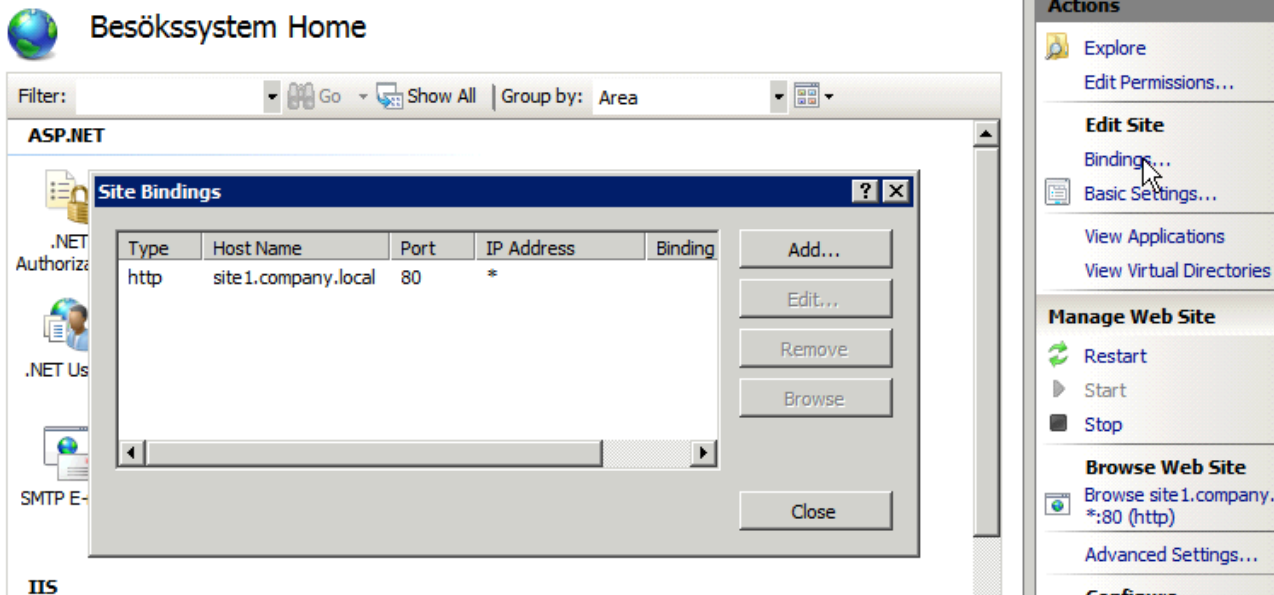 Besökssystem Home
Filter: Go Show All Group by: Area
ASP.NET
.NET
Authoriza
.NET Us
SMTP E-
IIS
Site Bindings
Type Host Name Port IP Address Binding
http site1.company.local 80 *
Add...
Edit...
Remove
Browse
Close
Actions
Explore
Edit Permissions...
Edit Site
Bindings...
Basic Settings...
View Applications
View Virtual Directories
Manage Web Site
Restart
Start
Stop
Browse Web Site
Browse site1.company.
*:80 (http)
Advanced Settings...
Configure